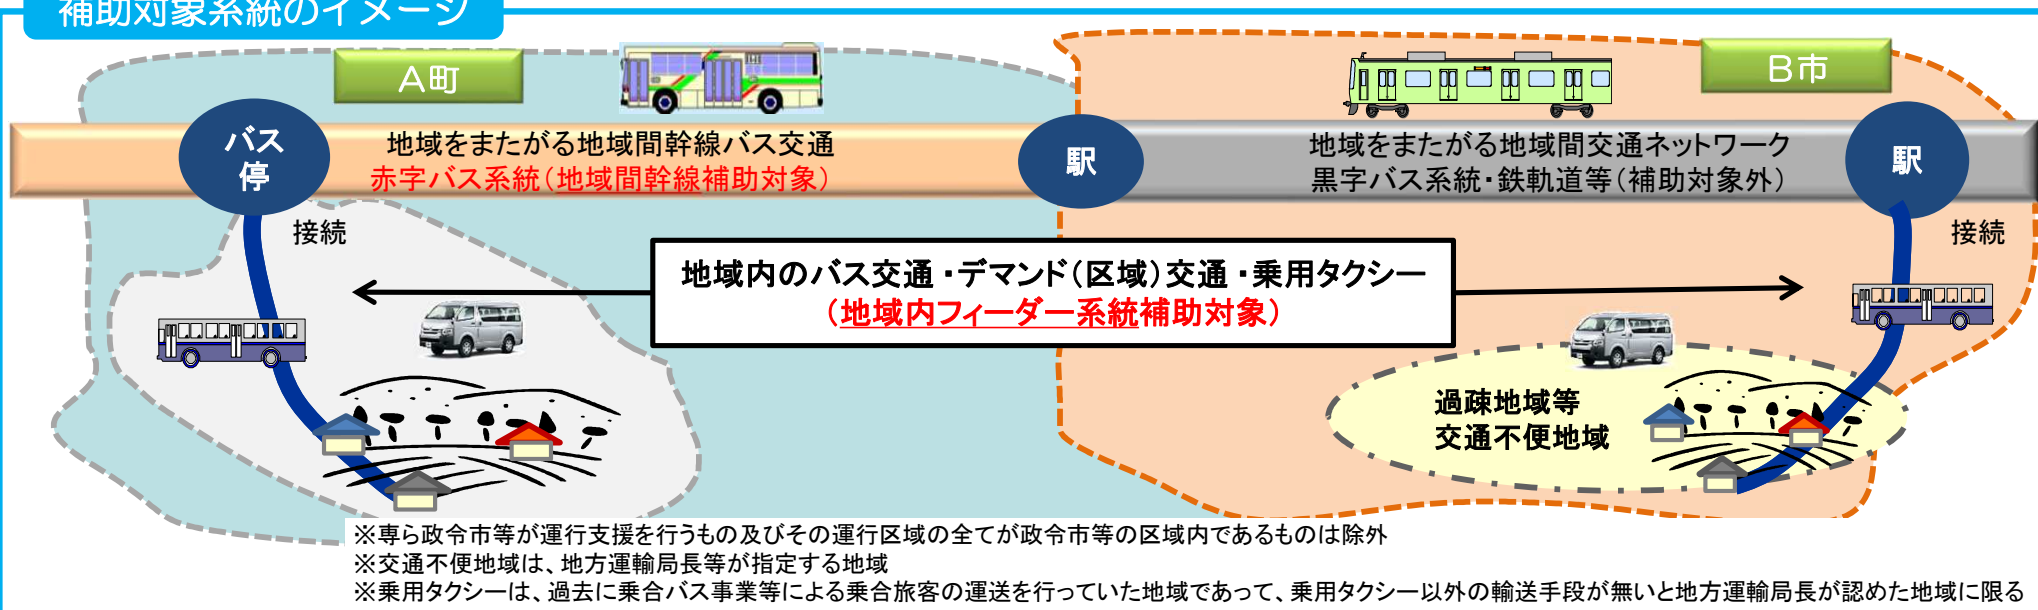 補助対象系統のイメージ
A町
B市
バス
停
地域をまたがる地域間幹線バス交通
赤字バス系統(地域間幹線補助対象)
駅
地域をまたがる地域間交通ネットワーク
黒字バス系統・鉄軌道等(補助対象外)
駅
接続
接続
地域内のバス交通・デマンド(区域)交通・乗用タクシー
(地域内フィーダー系統補助対象)
過疎地域等
交通不便地域
※専ら政令市等が運行支援を行うもの及びその運行区域の全てが政令市等の区域内であるものは除外
※交通不便地域は、地方運輸局長等が指定する地域
※乗用タクシーは、過去に乗合バス事業等による乗合旅客の運送を行っていた地域であって、乗用タクシー以外の輸送手段が無いと地方運輸局長が認めた地域に限る